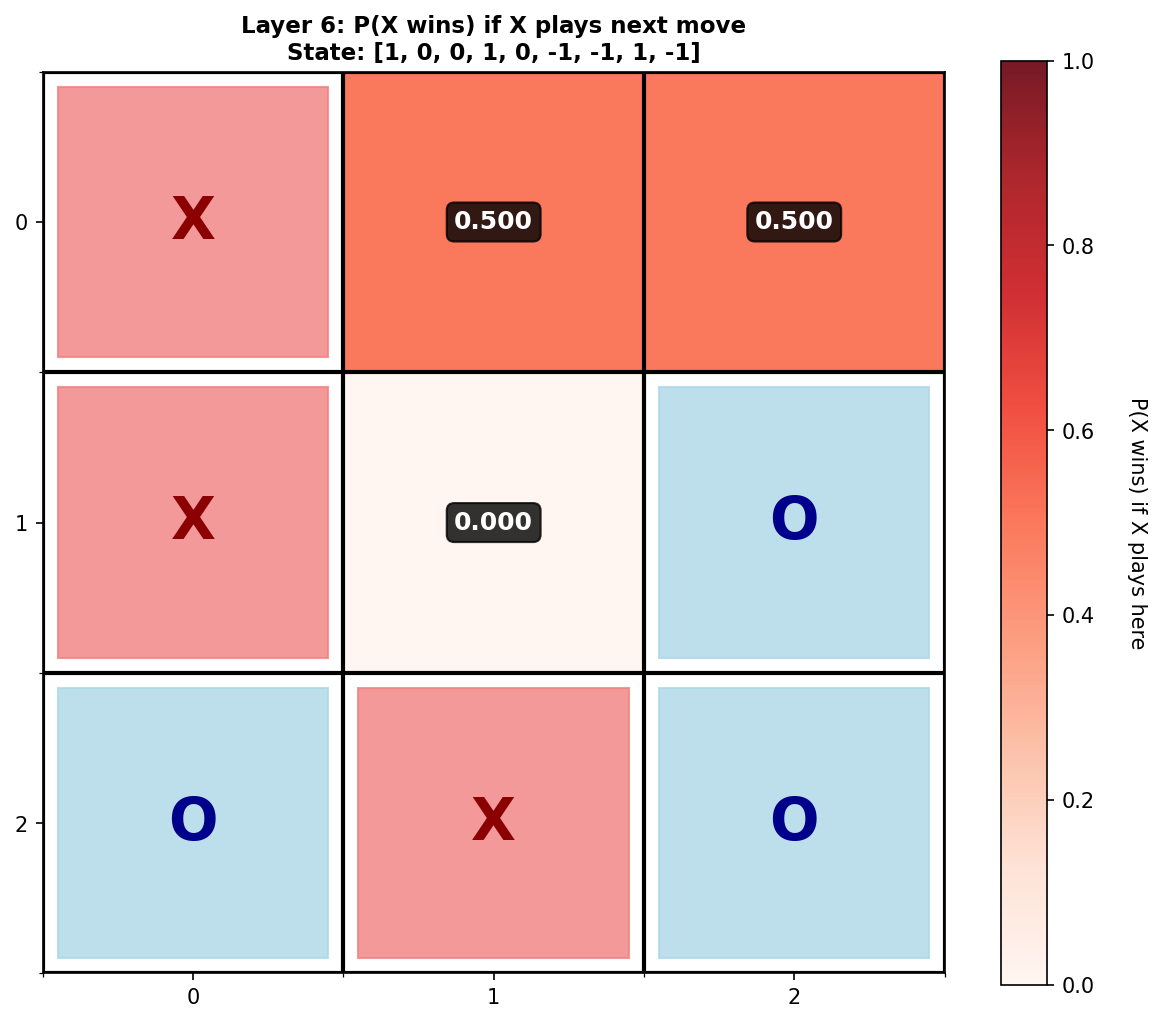 Layer 6: P(X wins) if X plays next move
State: [1, 0, 0, 1, 0, -1, -1, 1, -1]
0
X
0.500
0.500
1
X
0.000
O
2
O
X
O
0
1
2
1.0
0.8
0.6
0.4
0.2
0.0
P(X wins) if X plays here